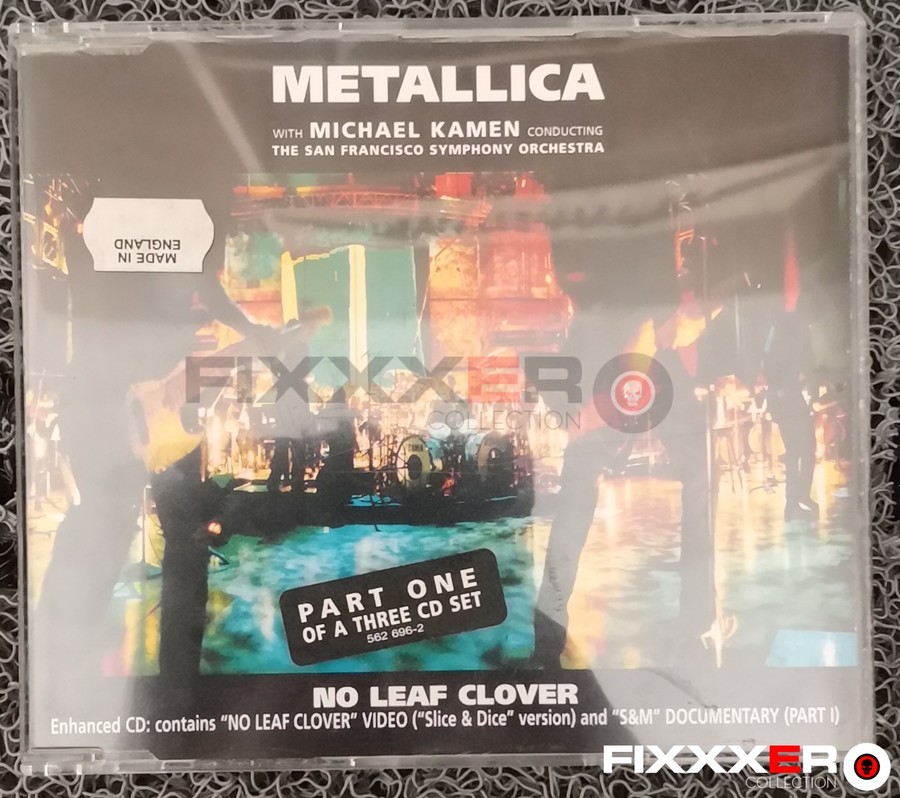 METALLICA
WITH MICHAEL KAMEN CONDUCTING
THE SAN FRANCISCO SYMPHONY ORCHESTRA
MADE IN
ENGLAND
FIXXXERO
COLLECTION
TAMA
PART ONE
OF A THREE CD SET
562 696-2
NO LEAF CLOVER
Enhanced CD: contains "NO LEAF CLOVER" VIDEO ("Slice & Dice" version) and "S&M" DOCUMENTARY (PART I)
FIXXXERO
COLLECTION